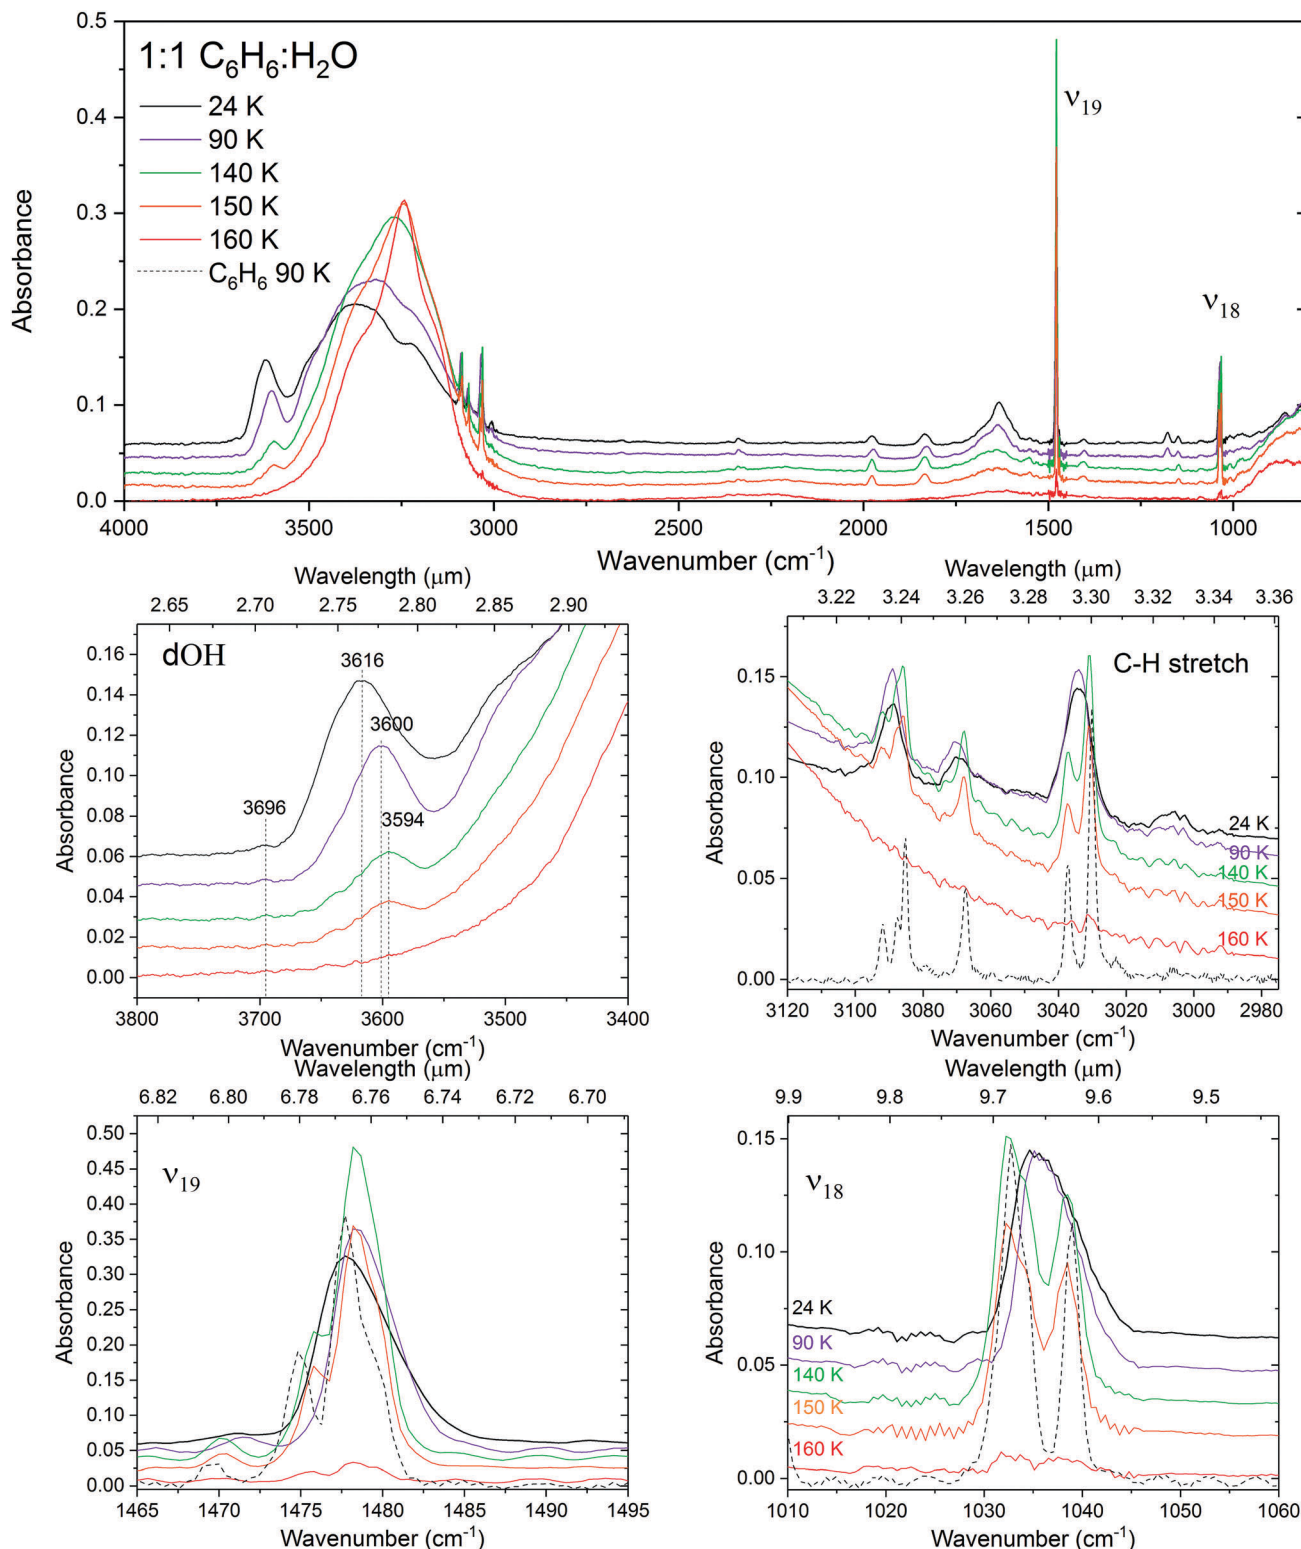 1:1 C₆H₆:H₂O
24 K
90 K
140 K
150 K
160 K
C₆H₆ 90 K
ν₁₉
ν₁₈
Absorbance
0.5
0.4
0.3
0.2
0.1
0.0
4000 3500 3000 2500 2000 1500 1000
Wavenumber (cm⁻¹)
Wavelength (μm)
2.65 2.70 2.75 2.80 2.85 2.90
dOH
3616
3600
3696
3594
Absorbance
0.16
0.14
0.12
0.10
0.08
0.06
0.04
0.02
0.00
3800 3700 3600 3500 3400
Wavenumber (cm⁻¹)
Wavelength (μm)
3.22 3.24 3.26 3.28 3.30 3.32 3.34 3.36
C-H stretch
Absorbance
0.15
0.10
0.05
0.00
24 K
90 K
140 K
150 K
160 K
3120 3100 3080 3060 3040 3020 3000 2980
Wavenumber (cm⁻¹)
Wavelength (μm)
6.82 6.80 6.78 6.76 6.74 6.72 6.70
ν₁₉
Absorbance
0.50
0.45
0.40
0.35
0.30
0.25
0.20
0.15
0.10
0.05
0.00
1465 1470 1475 1480 1485 1490 1495
Wavenumber (cm⁻¹)
Wavelength (μm)
9.9 9.8 9.7 9.6 9.5
ν₁₈
Absorbance
0.15
0.10
0.05
0.00
24 K
90 K
140 K
150 K
160 K
1010 1020 1030 1040 1050 1060
Wavenumber (cm⁻¹)